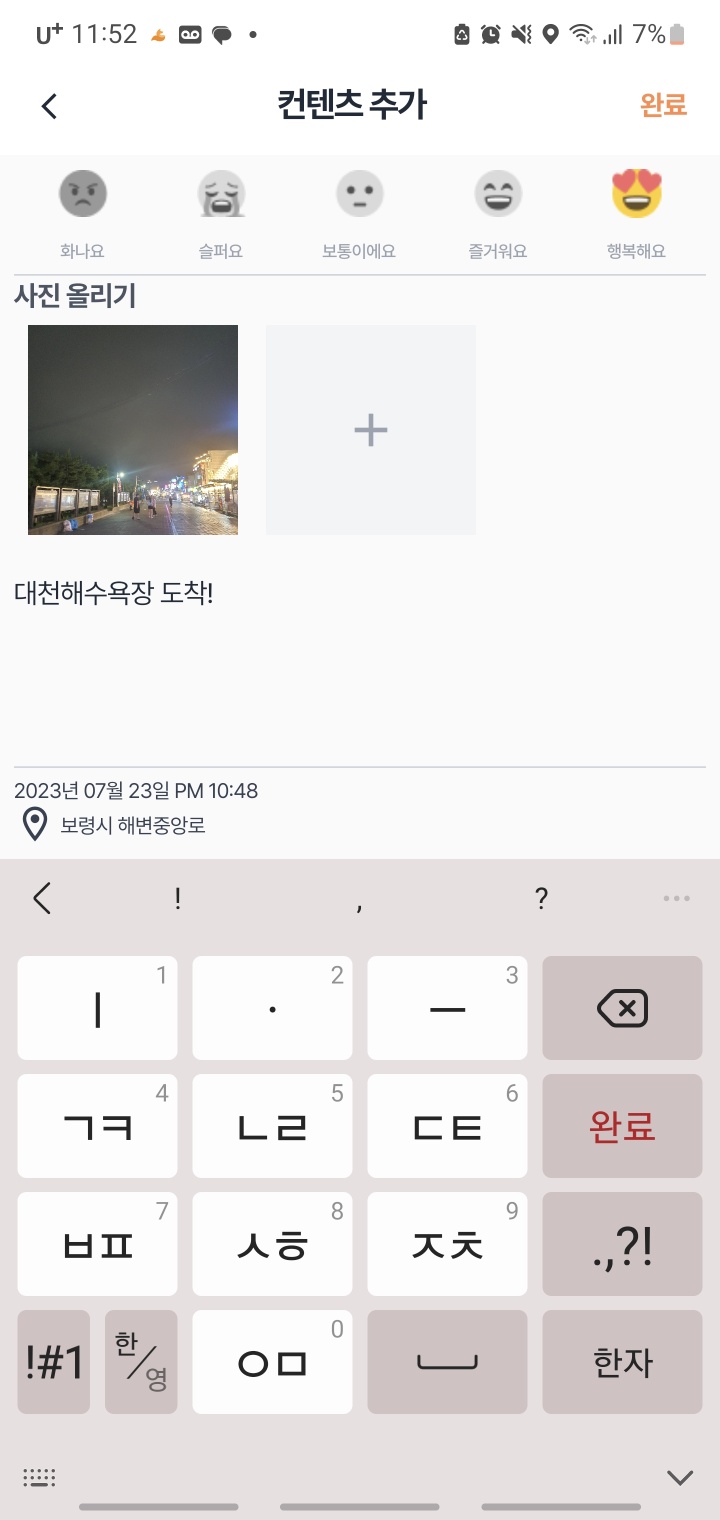 U+ 11:52 7%
컨텐츠 추가 완료
화나요 슬퍼요 보통이에요 즐거워요 행복해요
사진 올리기
대천해수욕장 도착!
2023년 07월 23일 PM 10:48
보령시 해변중앙로
! , ? ...
ㅣ 1 · 2 ㅡ 3
ㄱㅋ 4 ㄴㄹ 5 ㄷㅌ 6 완료
ㅂㅍ 7 ㅅㅎ 8 ㅈㅊ 9 .,?!
!#1 한/영 ㅇㅁ 0 한자